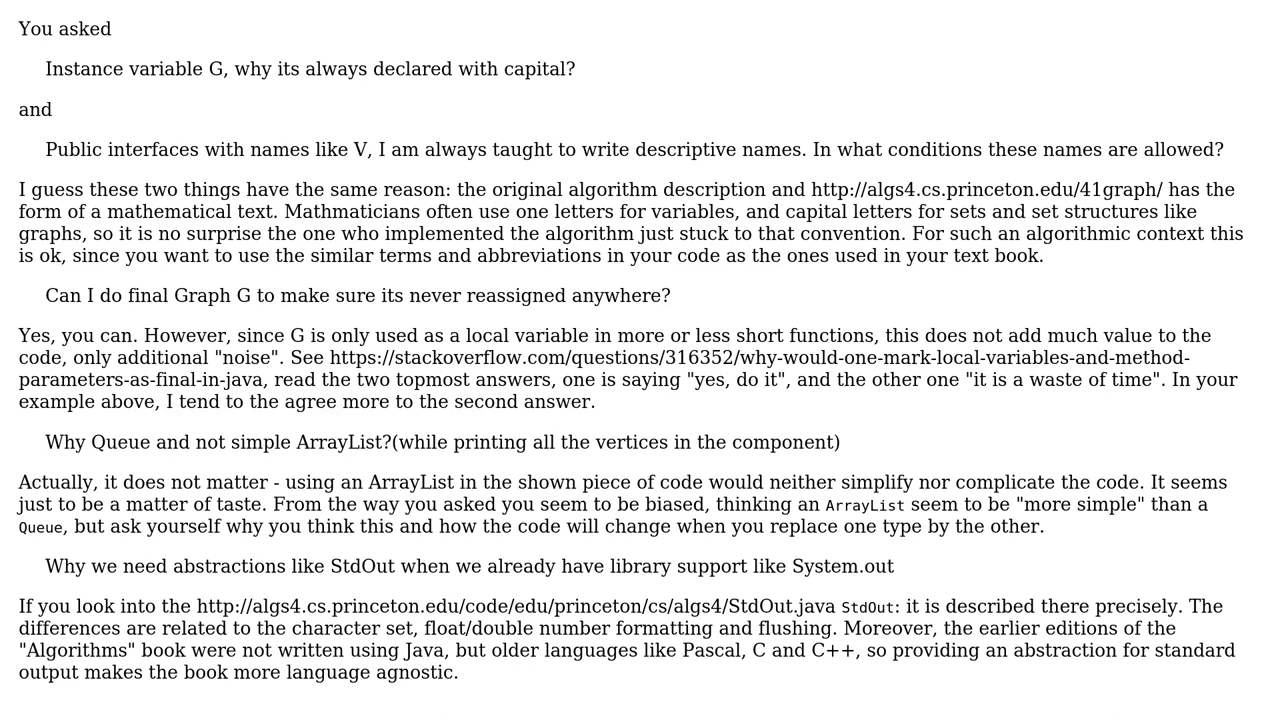 You asked
Instance variable G, why its always declared with capital?
and
Public interfaces with names like V, I am always taught to write descriptive names. In what conditions these names are allowed?
I guess these two things have the same reason: the original algorithm description and http://algs4.cs.princeton.edu/41graph/ has the
form of a mathematical text. Mathmaticians often use one letters for variables, and capital letters for sets and set structures like
graphs, so it is no surprise the one who implemented the algorithm just stuck to that convention. For such an algorithmic context this
is ok, since you want to use the similar terms and abbreviations in your code as the ones used in your text book.
Can I do final Graph G to make sure its never reassigned anywhere?
Yes, you can. However, since G is only used as a local variable in more or less short functions, this does not add much value to the
code, only additional "noise". See https://stackoverflow.com/questions/316352/why-would-one-mark-local-variables-and-method-
parameters-as-final-in-java, read the two topmost answers, one is saying "yes, do it", and the other one "it is a waste of time". In your
example above, I tend to the agree more to the second answer.
Why Queue and not simple ArrayList?(while printing all the vertices in the component)
Actually, it does not matter - using an ArrayList in the shown piece of code would neither simplify nor complicate the code. It seems
just to be a matter of taste. From the way you asked you seem to be biased, thinking an ArrayList seem to be "more simple" than a
Queue, but ask yourself why you think this and how the code will change when you replace one type by the other.
Why we need abstractions like StdOut when we already have library support like System.out
If you look into the http://algs4.cs.princeton.edu/code/edu/princeton/cs/algs4/StdOut.java StdOut: it is described there precisely. The
differences are related to the character set, float/double number formatting and flushing. Moreover, the earlier editions of the
"Algorithms" book were not written using Java, but older languages like Pascal, C and C++, so providing an abstraction for standard
output makes the book more language agnostic.